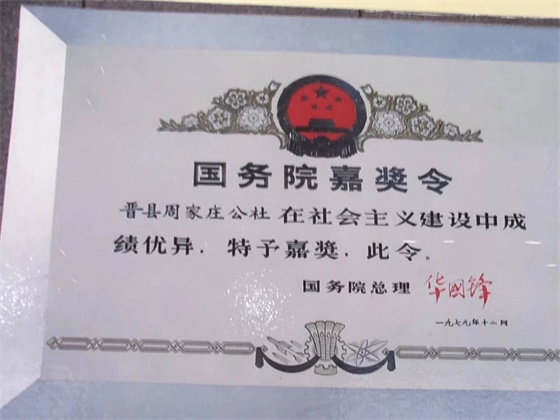 国务院嘉奖令
晋县周家庄公社在社会主义建设中成
绩优异，特予嘉奖，此令。
国务院总理 华国锋
一九七九年十二月